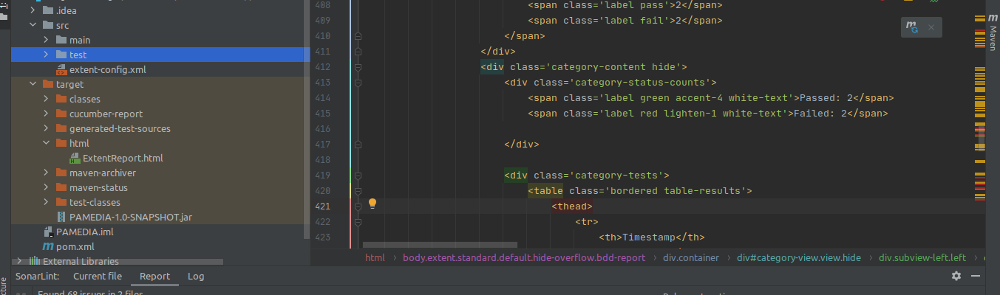 .idea
src
main
test
extent-config.xml
target
classes
cucumber-report
generated-test-sources
html
ExtentReport.html
maven-archiver
maven-status
test-classes
PAMEDIA-1.0-SNAPSHOT.jar
PAMEDIA.iml
pom.xml
External Libraries
408 <span class='label pass'>2</span>
409 <span class='label fail'>2</span>
410 </span>
411 </div>
412 <div class='category-content hide'>
413 <div class='category-status-counts'>
414 <span class='label green accent-4 white-text'>Passed: 2</span>
415 <span class='label red lighten-1 white-text'>Failed: 2</span>
416
417 </div>
418
419 <div class='category-tests'>
420 <table class='bordered table-results'>
421 <thead>
422 <tr>
423 <th>Timestamp</th>
m
Maven
html › body.extent.standard.default.hide-overflow.bdd-report › div.container › div#category-view.view.hide › div.subview-left.left ›
SonarLint: Current file Report Log
Found 68 issues in 2 files